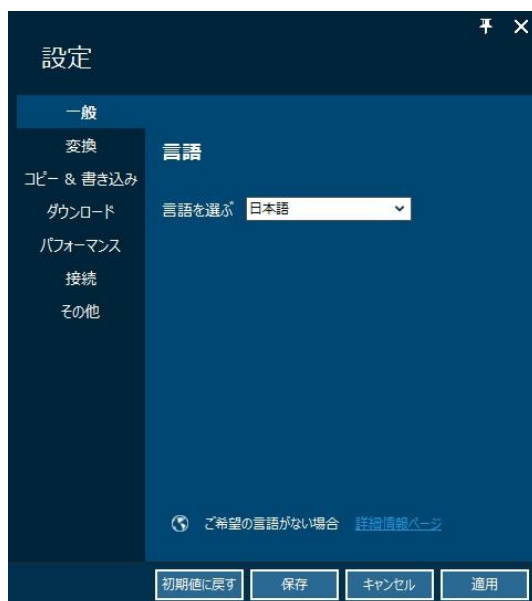 設定
一般
変換
コピー & 書き込み
ダウンロード
パフォーマンス
接続
その他
言語
言語を選ぶ 日本語
ご希望の言語がない場合 詳細情報ページ
初期値に戻す 保存 キャンセル 適用